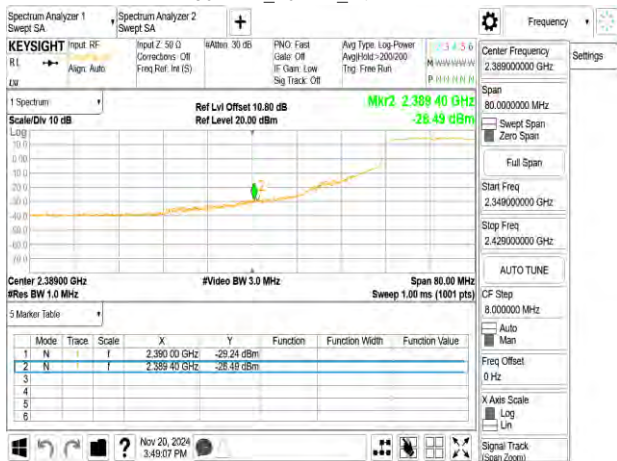 Spectrum Analyzer 1
Swept SA
Spectrum Analyzer 2
Swept SA
+
Frequency
KEYSIGHT
RL
Input: RF
Align: Auto
Input Z: 50 Ω
Corrections: Off
Freq Ref: Int (S)
#Atten: 30 dB
PNO: Fast
Gate: Off
IF Gain: Low
Sig Track: Off
Avg Type: Log-Power
Avg|Hold:>200/200
Trig: Free Run
3 4 5 6
M W W W W W
P N N N N N
1 Spectrum
Scale/Div 10 dB
Log
Ref Lvl Offset 10.80 dB
Ref Level 20.00 dBm
Mkr2 2.389 40 GHz
-28.49 dBm
10.0
0.00
-10.0
-20.0
-30.0
-40.0
-50.0
-60.0
2
Center 2.38900 GHz
#Res BW 1.0 MHz
#Video BW 3.0 MHz
Span 80.00 MHz
Sweep 1.00 ms (1001 pts)
5 Marker Table
Mode Trace Scale X Y Function Function Width Function Value
1 N 1 f 2.390 00 GHz -29.24 dBm
2 N 1 f 2.389 40 GHz -28.49 dBm
3
4
5
6
Nov 20, 2024
3:49:07 PM
Center Frequency
2.389000000 GHz
Settings
Span
80.0000000 MHz
Swept Span
Zero Span
Full Span
Start Freq
2.349000000 GHz
Stop Freq
2.429000000 GHz
AUTO TUNE
CF Step
8.000000 MHz
Auto
Man
Freq Offset
0 Hz
X Axis Scale
Log
Lin
Signal Track
(Span Zoom)